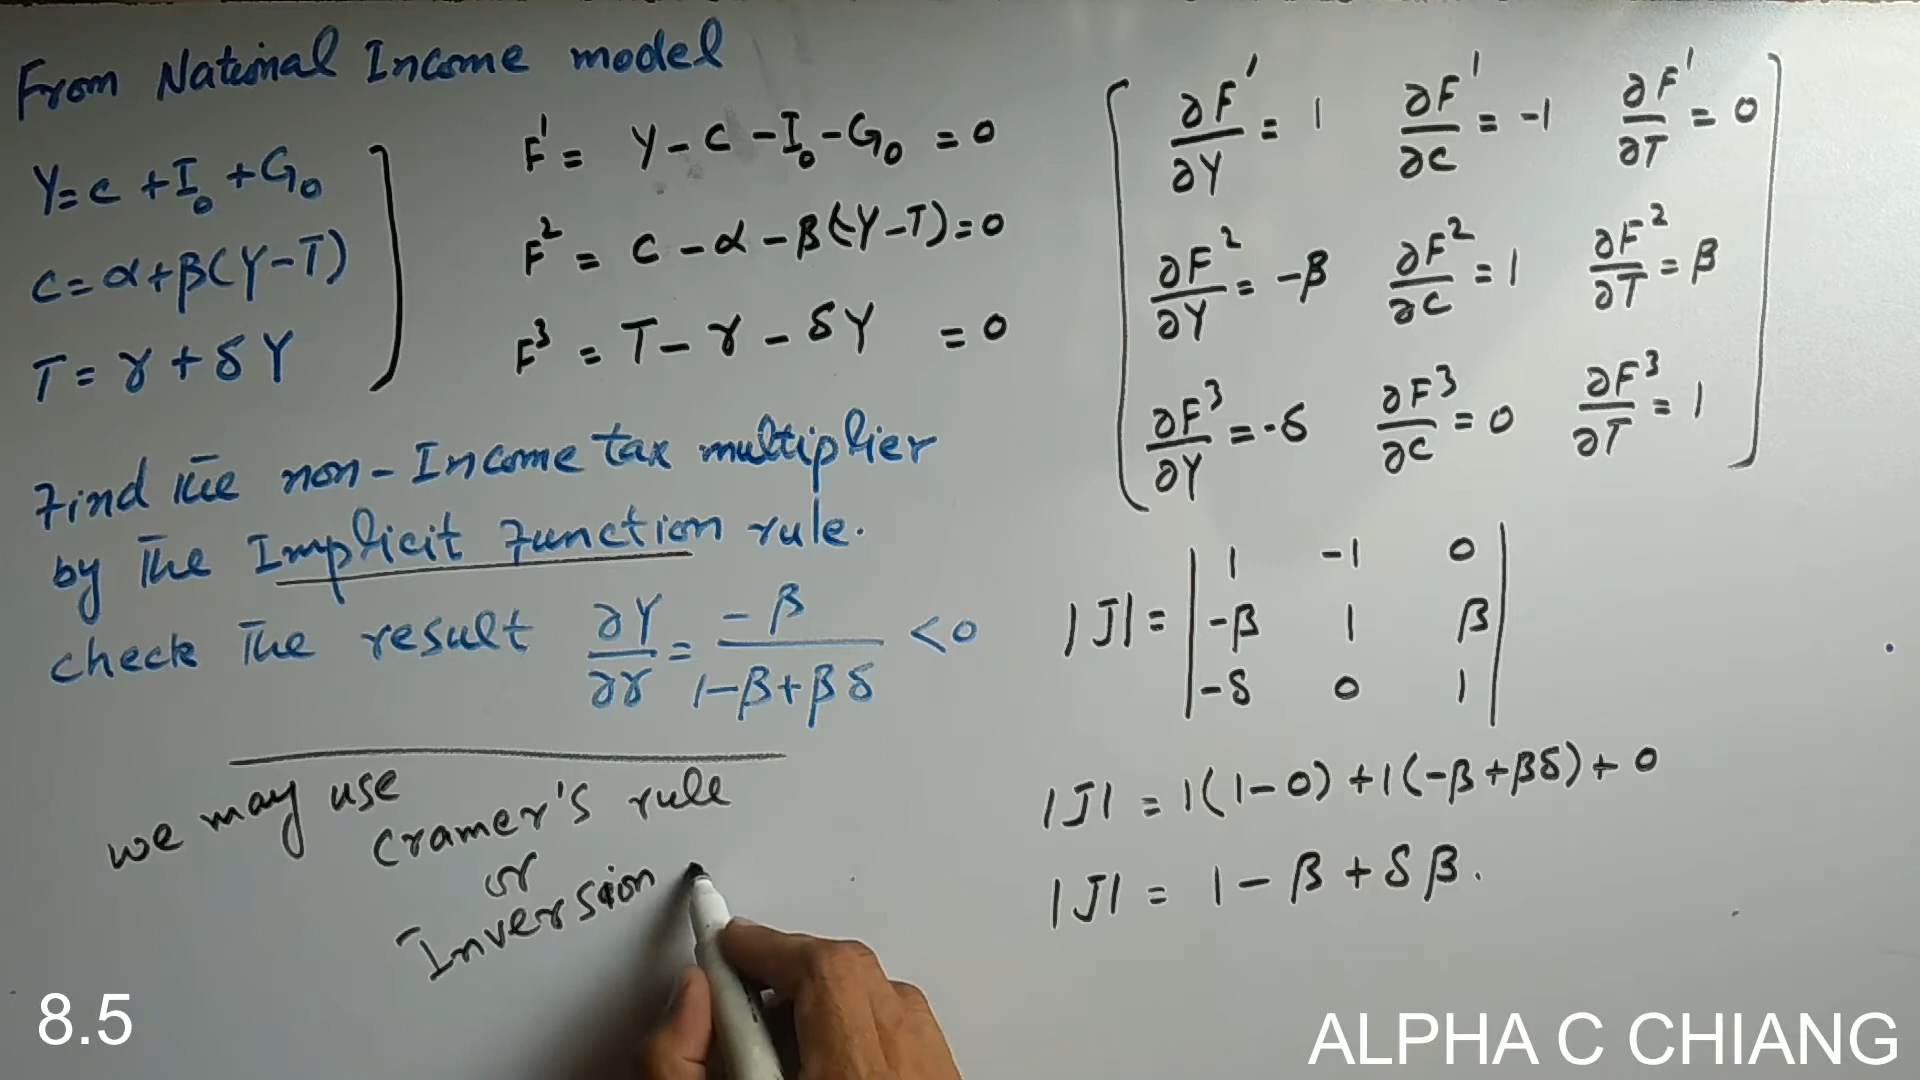 From National Income model
Y=C+I₀+G₀
C=α+β(Y-T)
T=γ+δY
F¹= Y-C-I₀-G₀=0
F²= C-α-β(Y-T)=0
F³= T-γ-δY =0
Find the non-Income tax multiplier
by The Implicit Function rule.
check The result ∂Y/∂γ = -β/(1-β+βδ) <0
we may use
Cramer's rule
or
Inversion
∂F¹/∂Y = 1 ∂F¹/∂C = -1 ∂F¹/∂T = 0
∂F²/∂Y = -β ∂F²/∂C = 1 ∂F²/∂T = β
∂F³/∂Y = -δ ∂F³/∂C = 0 ∂F³/∂T = 1
1 -1 0
|J|= -β 1 β
-δ 0 1
|J| = 1(1-0)+1(-β+βδ)+0
|J| = 1-β+δβ.
8.5
ALPHA C CHIANG